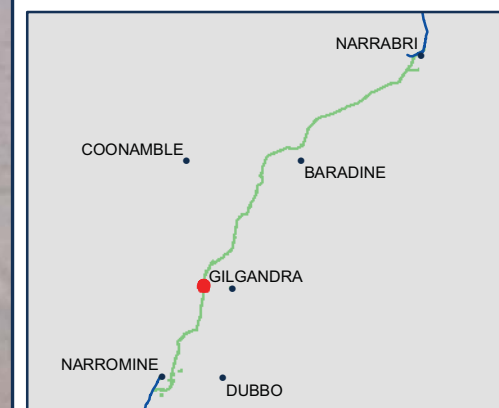 NARRABRI
COONAMBLE
BARADINE
GILGANDRA
NARROMINE
DUBBO